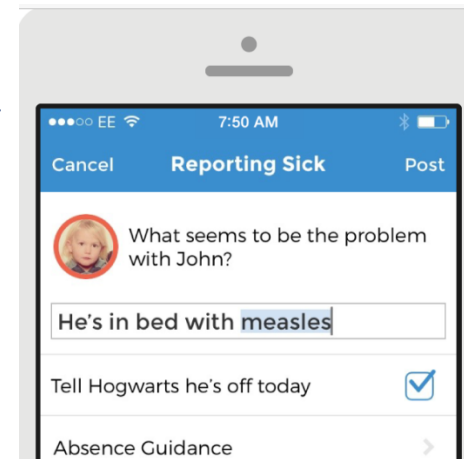 EE 7:50 AM
Cancel Reporting Sick Post
What seems to be the problem
with John?
He’s in bed with measles
Tell Hogwarts he’s off today
Absence Guidance